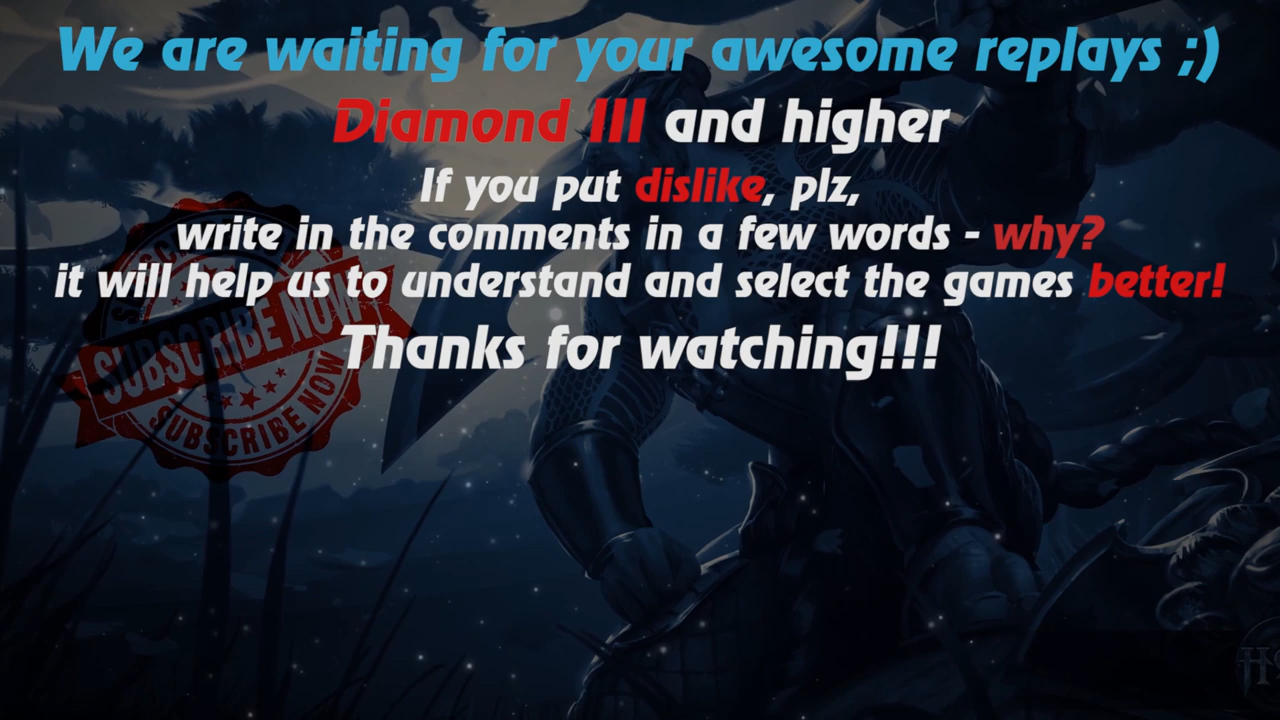 We are waiting for your awesome replays ;)
Diamond III and higher
If you put dislike, plz,
write in the comments in a few words - why?
it will help us to understand and select the games better!
Thanks for watching!!!
SUBSCRIBE NOW
SUBSCRIBE NOW